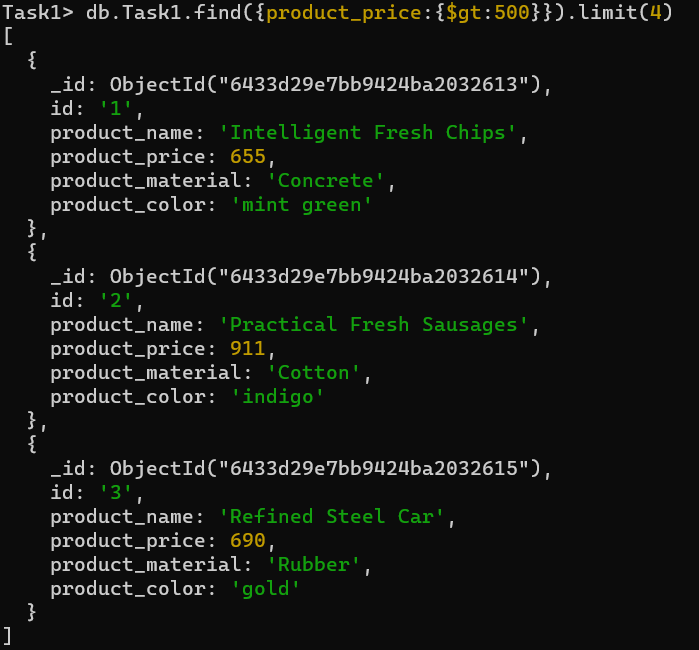 Task1> db.Task1.find({product_price:{$gt:500}}).limit(4)
[
  {
    _id: ObjectId("6433d29e7bb9424ba2032613"),
    id: '1',
    product_name: 'Intelligent Fresh Chips',
    product_price: 655,
    product_material: 'Concrete',
    product_color: 'mint green'
  },
  {
    _id: ObjectId("6433d29e7bb9424ba2032614"),
    id: '2',
    product_name: 'Practical Fresh Sausages',
    product_price: 911,
    product_material: 'Cotton',
    product_color: 'indigo'
  },
  {
    _id: ObjectId("6433d29e7bb9424ba2032615"),
    id: '3',
    product_name: 'Refined Steel Car',
    product_price: 690,
    product_material: 'Rubber',
    product_color: 'gold'
  }
]